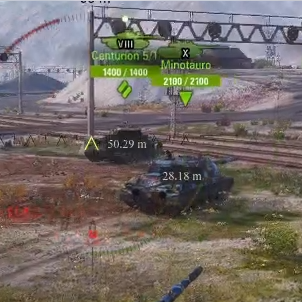 VIII
X
Centurion 5/1
Minotauro
1400 / 1400
2100 / 2100
50.29 m
28.18 m